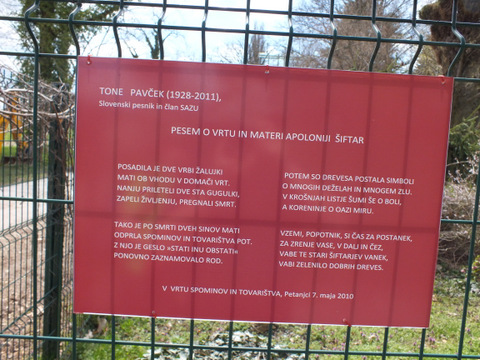 TONE PAVČEK (1928-2011),
Slovenski pesnik in član SAZU
PESEM O VRTU IN MATERI APOLONIJI ŠIFTAR
POSADILA JE DVE VRBI ŽALUJKI
MATI OB VHODU V DOMAČI VRT.
NANJU PRILETELI DVE STA GUGULKI,
ZAPELI ŽIVLJENJU, PREGNALI SMRT.
TAKO JE PO SMRTI DVEH SINOV MATI
ODPRLA SPOMINOV IN TOVARIŠTVA POT.
Z NJO JE GESLO »STATI INU OBSTATI«
PONOVNO ZAZNAMOVALO ROD.
POTEM SO DREVESA POSTALA SIMBOLI
O MNOGIH DEŽELAH IN MNOGEM ZLU.
V KROŠNJAH LISTJE ŠUMI ŠE O BOLI,
A KORENINJE O OAZI MIRU.
VZEMI, POPOTNIK, SI ČAS ZA POSTANEK,
ZA ZRENJE VASE, V DALJ IN ČEZ,
VABE TE STARI ŠIFTARJEV VANEK,
VABI ZELENILO DOBRIH DREVES.
V VRTU SPOMINOV IN TOVARIŠTVA, Petanjci 7. maja 2010